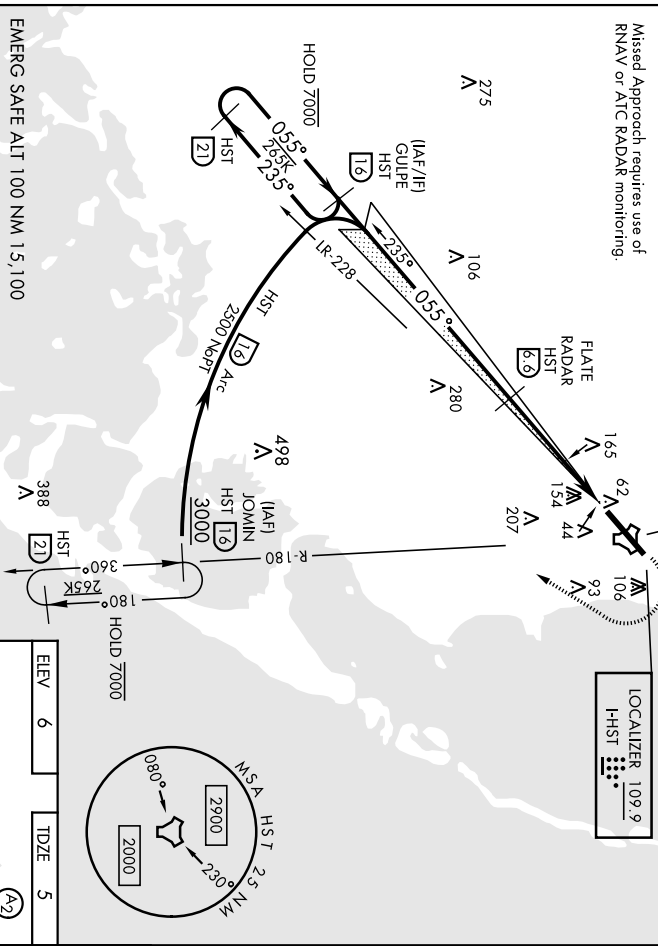 Missed Approach requires use of
RNAV or ATC RADAR monitoring.
EMERG SAFE ALT 100 NM 15,100
275
HOLD 7000
055°
265K
235°
HST
21
(IAF/IF)
GULPE
HST
16
235°
055°
106
LR-228
FLATE
RADAR
HST
6.6
280
165
62
154
44
207
93
106
HST
16 Arc
2500 NoPT
498
(IAF)
JOMIN
HST 16
3000
R-180
388
HST
21
360°
265K
180°
HOLD 7000
LOCALIZER 109.9
I-HST
MSA HST 25 NM
080°
230°
2900
2000
ELEV 6
TDZE 5
A2